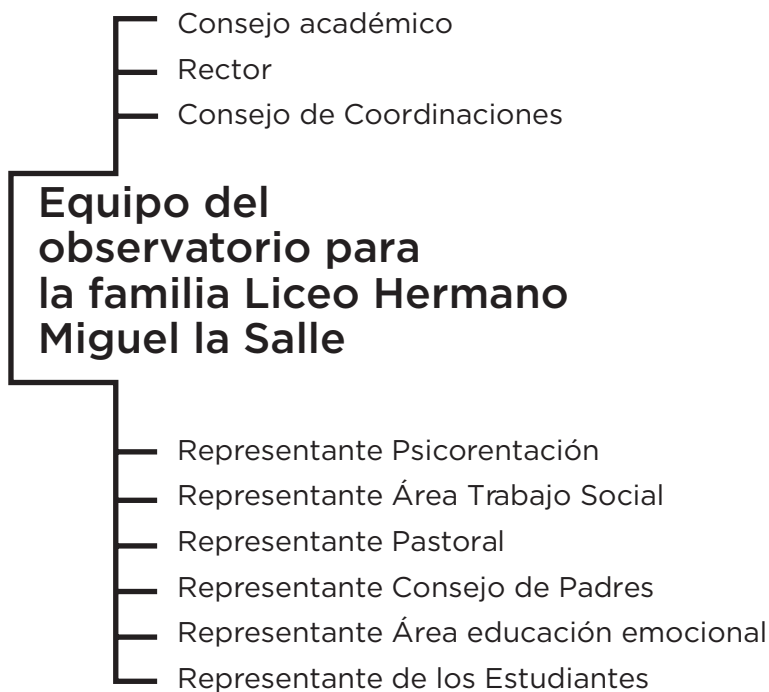 Consejo académico
Rector
Consejo de Coordinaciones
Equipo del
observatorio para
la familia Liceo Hermano
Miguel la Salle
Representante Psicorentación
Representante Área Trabajo Social
Representante Pastoral
Representante Consejo de Padres
Representante Área educación emocional
Representante de los Estudiantes